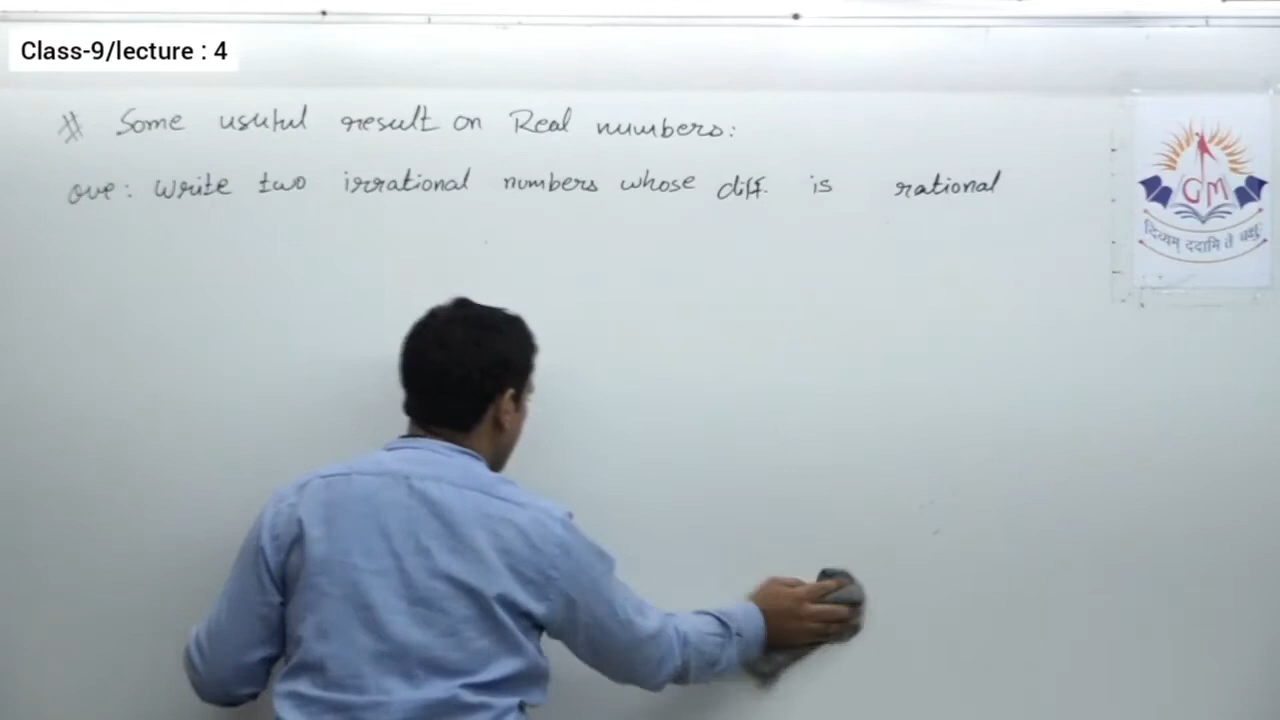 Class-9/lecture : 4
# Some usuful result on Real numbers:
Que: write two irrational numbers whose diff. is rational
GM
दिव्यम् ददामि ते चक्षुः